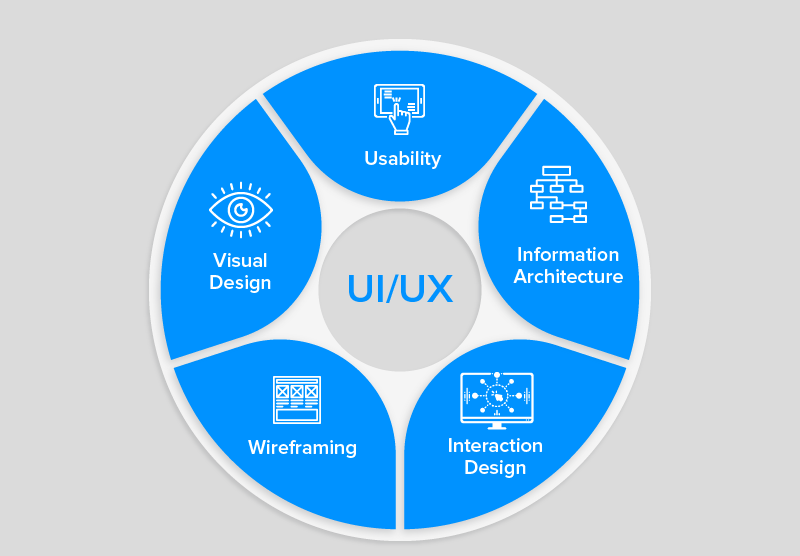 Usability
Information
Architecture
Interaction
Design
Wireframing
Visual
Design
UI/UX